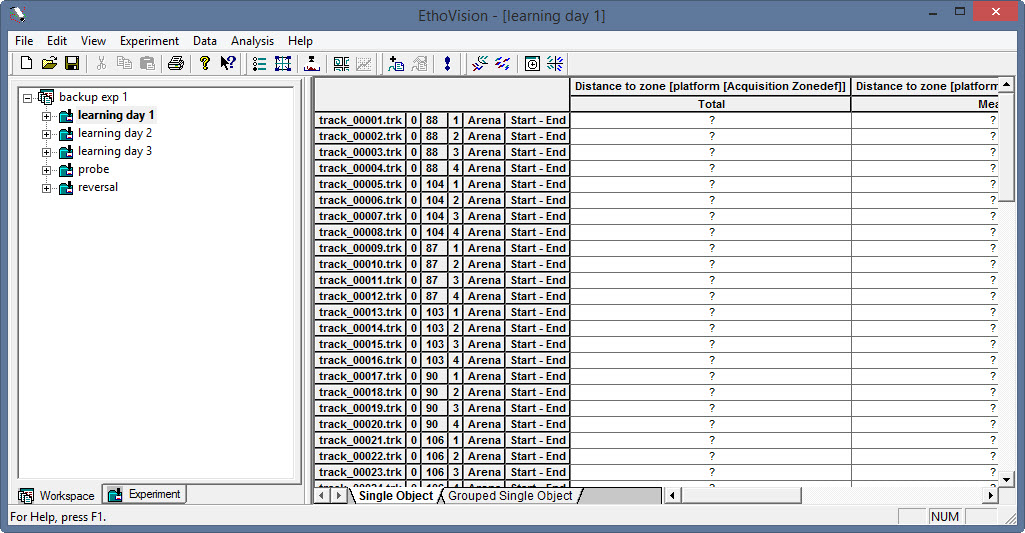 EthoVision - [learning day 1]
File Edit View Experiment Data Analysis Help
backup exp 1
learning day 1
learning day 2
learning day 3
probe
reversal
Workspace Experiment
Distance to zone [platform [Acquisition Zonedef]] Distance to zone [platform
Total Mea
track_00001.trk 0 88 1 Arena Start - End ? ?
track_00002.trk 0 88 2 Arena Start - End ? ?
track_00003.trk 0 88 3 Arena Start - End ? ?
track_00004.trk 0 88 4 Arena Start - End ? ?
track_00005.trk 0 104 1 Arena Start - End ? ?
track_00006.trk 0 104 2 Arena Start - End ? ?
track_00007.trk 0 104 3 Arena Start - End ? ?
track_00008.trk 0 104 4 Arena Start - End ? ?
track_00009.trk 0 87 1 Arena Start - End ? ?
track_00010.trk 0 87 2 Arena Start - End ? ?
track_00011.trk 0 87 3 Arena Start - End ? ?
track_00012.trk 0 87 4 Arena Start - End ? ?
track_00013.trk 0 103 1 Arena Start - End ? ?
track_00014.trk 0 103 2 Arena Start - End ? ?
track_00015.trk 0 103 3 Arena Start - End ? ?
track_00016.trk 0 103 4 Arena Start - End ? ?
track_00017.trk 0 90 1 Arena Start - End ? ?
track_00018.trk 0 90 2 Arena Start - End ? ?
track_00019.trk 0 90 3 Arena Start - End ? ?
track_00020.trk 0 90 4 Arena Start - End ? ?
track_00021.trk 0 106 1 Arena Start - End ? ?
track_00022.trk 0 106 2 Arena Start - End ? ?
track_00023.trk 0 106 3 Arena Start - End ? ?
Single Object Grouped Single Object
For Help, press F1. NUM